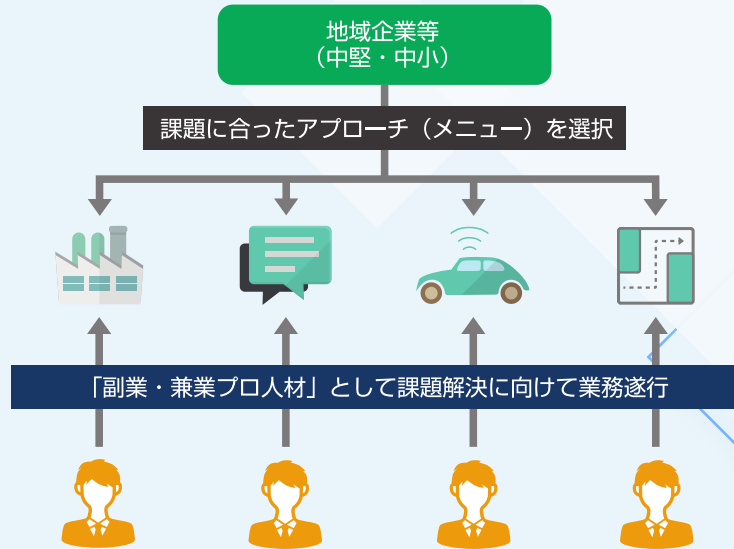 地域企業等
（中堅・中小）
課題に合ったアプローチ（メニュー）を選択
「副業・兼業プロ人材」として課題解決に向けて業務遂行